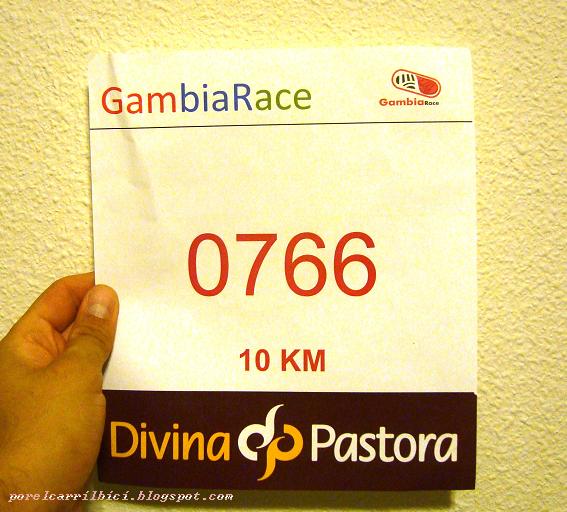 GambiaRace
GambiaRace
0766
10 KM
Divina Pastora
porelcarrilbici.blogspot.com